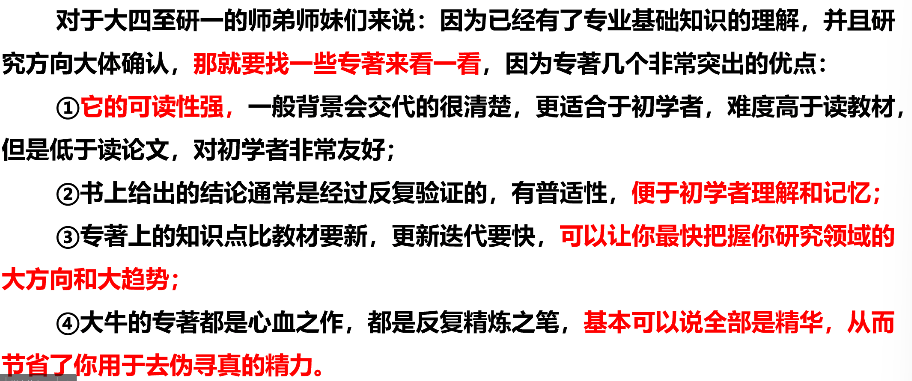 对于大四至研一的师弟师妹们来说：因为已经有了专业基础知识的理解，并且研
究方向大体确认，那就要找一些专著来看一看，因为专著几个非常突出的优点：
①它的可读性强，一般背景会交代的很清楚，更适合于初学者，难度高于读教材，
但是低于读论文，对初学者非常友好；
②书上给出的结论通常是经过反复验证的，有普适性，便于初学者理解和记忆；
③专著上的知识点比教材要新，更新迭代要快，可以让你最快把握你研究领域的
大方向和大趋势；
④大牛的专著都是心血之作，都是反复精炼之笔，基本可以说全部是精华，从而
节省了你用于去伪寻真的精力。